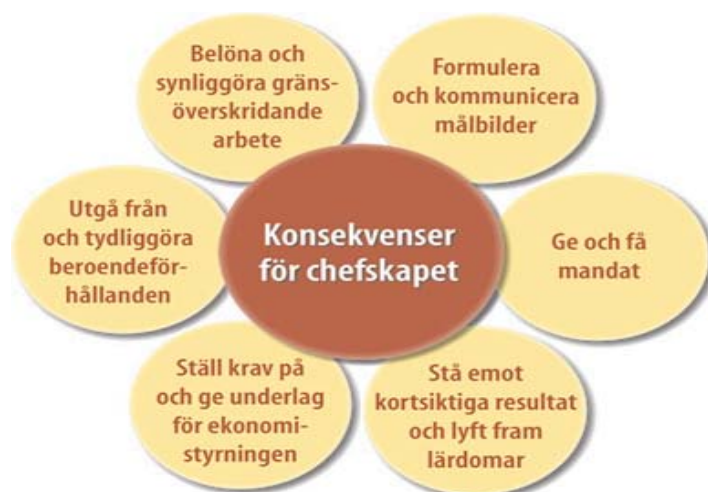 Belöna och
synliggöra gräns-
överskridande
arbete
Formulera
och kommunicera
målbilder
Utgå från
och tydliggöra
beroendeför-
hållanden
Konsekvenser
för chefskapet
Ge och få
mandat
Ställ krav på
och ge underlag
för ekonomi-
styrningen
Stå emot
kortsiktiga resultat
och lyft fram
lärdomar